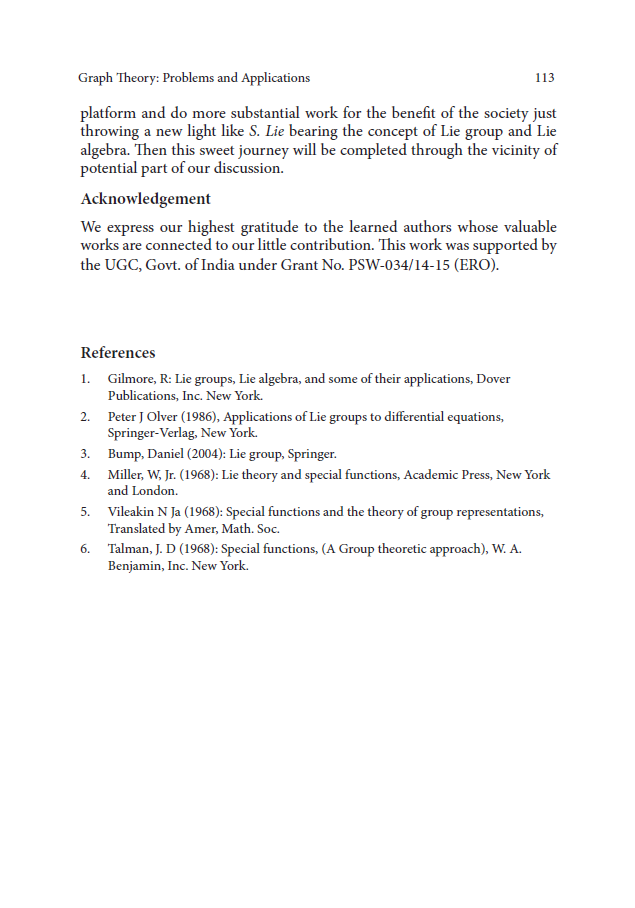 Graph Theory: Problems and Applications 113
platform and do more substantial work for the benefit of the society just
throwing a new light like S. Lie bearing the concept of Lie group and Lie
algebra. Then this sweet journey will be completed through the vicinity of
potential part of our discussion.
Acknowledgement
We express our highest gratitude to the learned authors whose valuable
works are connected to our little contribution. This work was supported by
the UGC, Govt. of India under Grant No. PSW-034/14-15 (ERO).
References
1. Gilmore, R: Lie groups, Lie algebra, and some of their applications, Dover
Publications, Inc. New York.
2. Peter J Olver (1986), Applications of Lie groups to differential equations,
Springer-Verlag, New York.
3. Bump, Daniel (2004): Lie group, Springer.
4. Miller, W, Jr. (1968): Lie theory and special functions, Academic Press, New York
and London.
5. Vileakin N Ja (1968): Special functions and the theory of group representations,
Translated by Amer, Math. Soc.
6. Talman, J. D (1968): Special functions, (A Group theoretic approach), W. A.
Benjamin, Inc. New York.